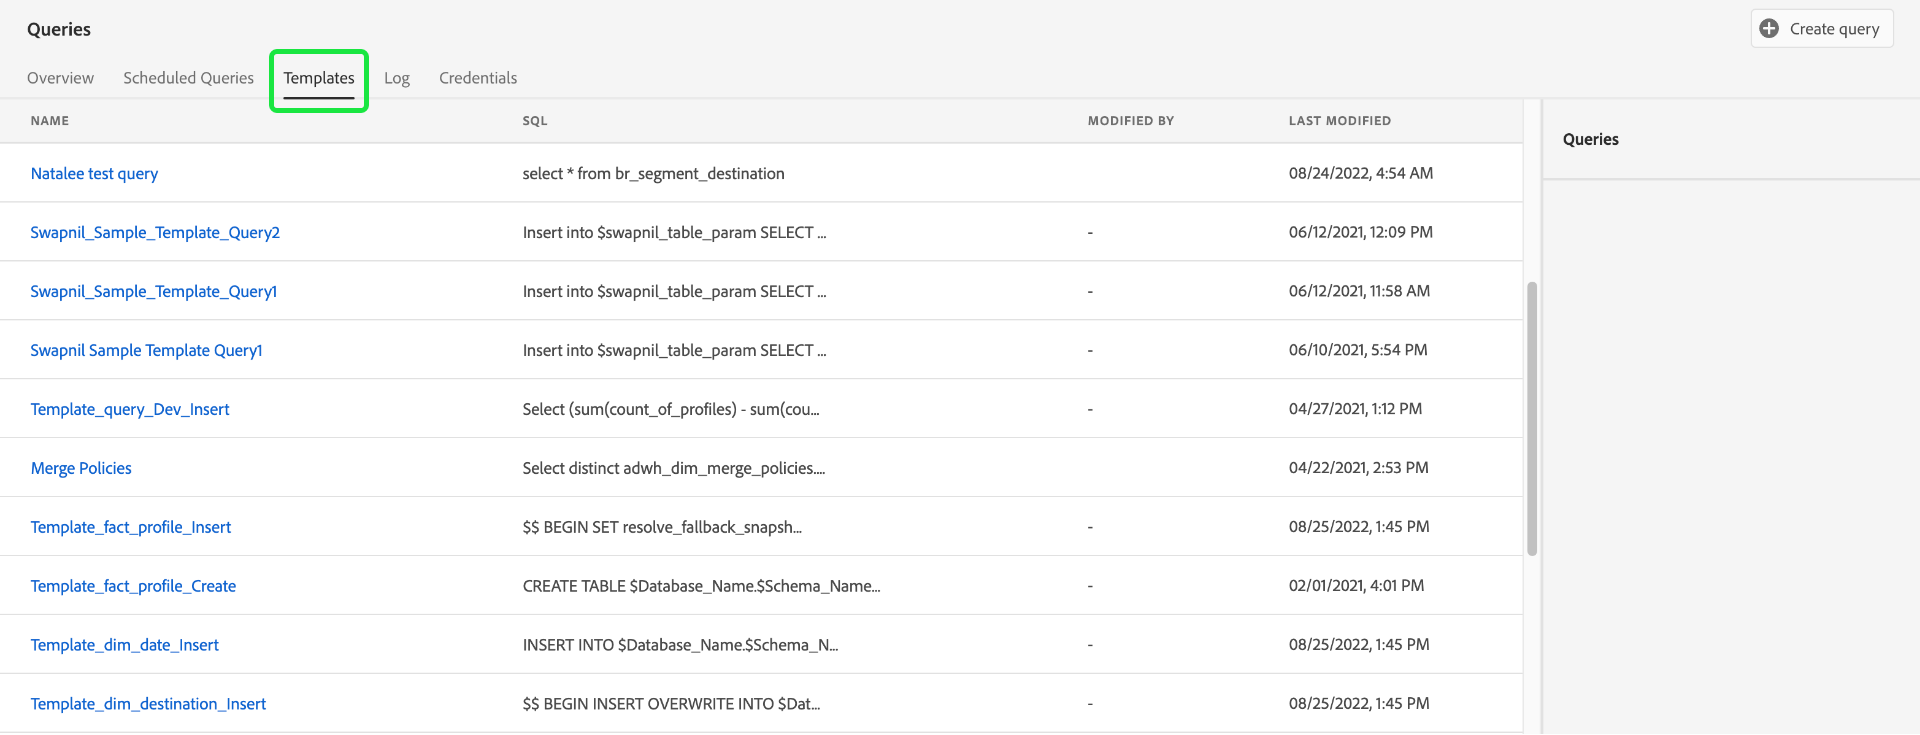 Queries
Create query
Overview Scheduled Queries Templates Log Credentials
NAME SQL MODIFIED BY LAST MODIFIED
Queries
Natalee test query select * from br_segment_destination 08/24/2022, 4:54 AM
Swapnil_Sample_Template_Query2 Insert into $swapnil_table_param SELECT ... - 06/12/2021, 12:09 PM
Swapnil_Sample_Template_Query1 Insert into $swapnil_table_param SELECT ... - 06/12/2021, 11:58 AM
Swapnil Sample Template Query1 Insert into $swapnil_table_param SELECT ... - 06/10/2021, 5:54 PM
Template_query_Dev_Insert Select (sum(count_of_profiles) - sum(cou... - 04/27/2021, 1:12 PM
Merge Policies Select distinct adwh_dim_merge_policies.... 04/22/2021, 2:53 PM
Template_fact_profile_Insert $$ BEGIN SET resolve_fallback_snapsh... - 08/25/2022, 1:45 PM
Template_fact_profile_Create CREATE TABLE $Database_Name.$Schema_Name... - 02/01/2021, 4:01 PM
Template_dim_date_Insert INSERT INTO $Database_Name.$Schema_N... - 08/25/2022, 1:45 PM
Template_dim_destination_Insert $$ BEGIN INSERT OVERWRITE INTO $Dat... - 08/25/2022, 1:45 PM